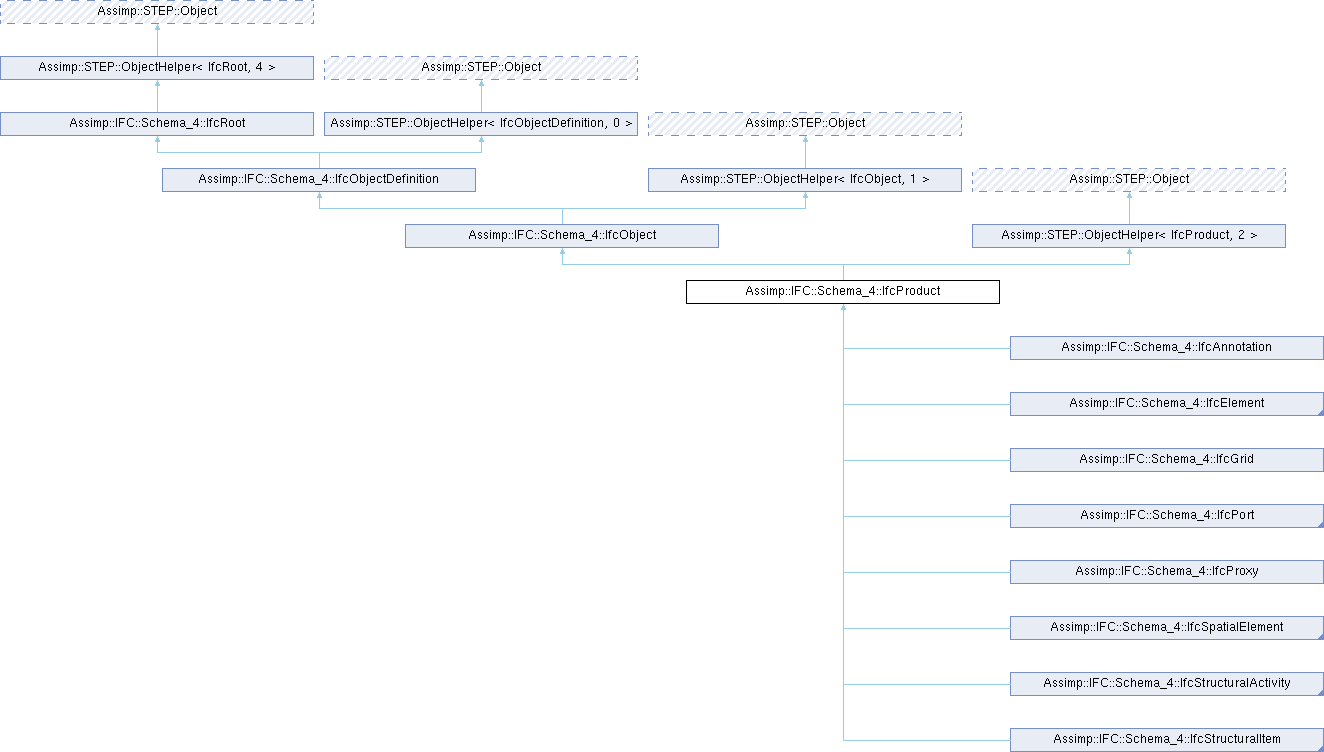 Assimp::STEP::Object
Assimp::STEP::ObjectHelper< IfcRoot, 4 >
Assimp::STEP::Object
Assimp::IFC::Schema_4::IfcRoot
Assimp::STEP::ObjectHelper< IfcObjectDefinition, 0 >
Assimp::STEP::Object
Assimp::IFC::Schema_4::IfcObjectDefinition
Assimp::STEP::ObjectHelper< IfcObject, 1 >
Assimp::STEP::Object
Assimp::IFC::Schema_4::IfcObject
Assimp::STEP::ObjectHelper< IfcProduct, 2 >
Assimp::IFC::Schema_4::IfcProduct
Assimp::IFC::Schema_4::IfcAnnotation
Assimp::IFC::Schema_4::IfcElement
Assimp::IFC::Schema_4::IfcGrid
Assimp::IFC::Schema_4::IfcPort
Assimp::IFC::Schema_4::IfcProxy
Assimp::IFC::Schema_4::IfcSpatialElement
Assimp::IFC::Schema_4::IfcStructuralActivity
Assimp::IFC::Schema_4::IfcStructuralItem